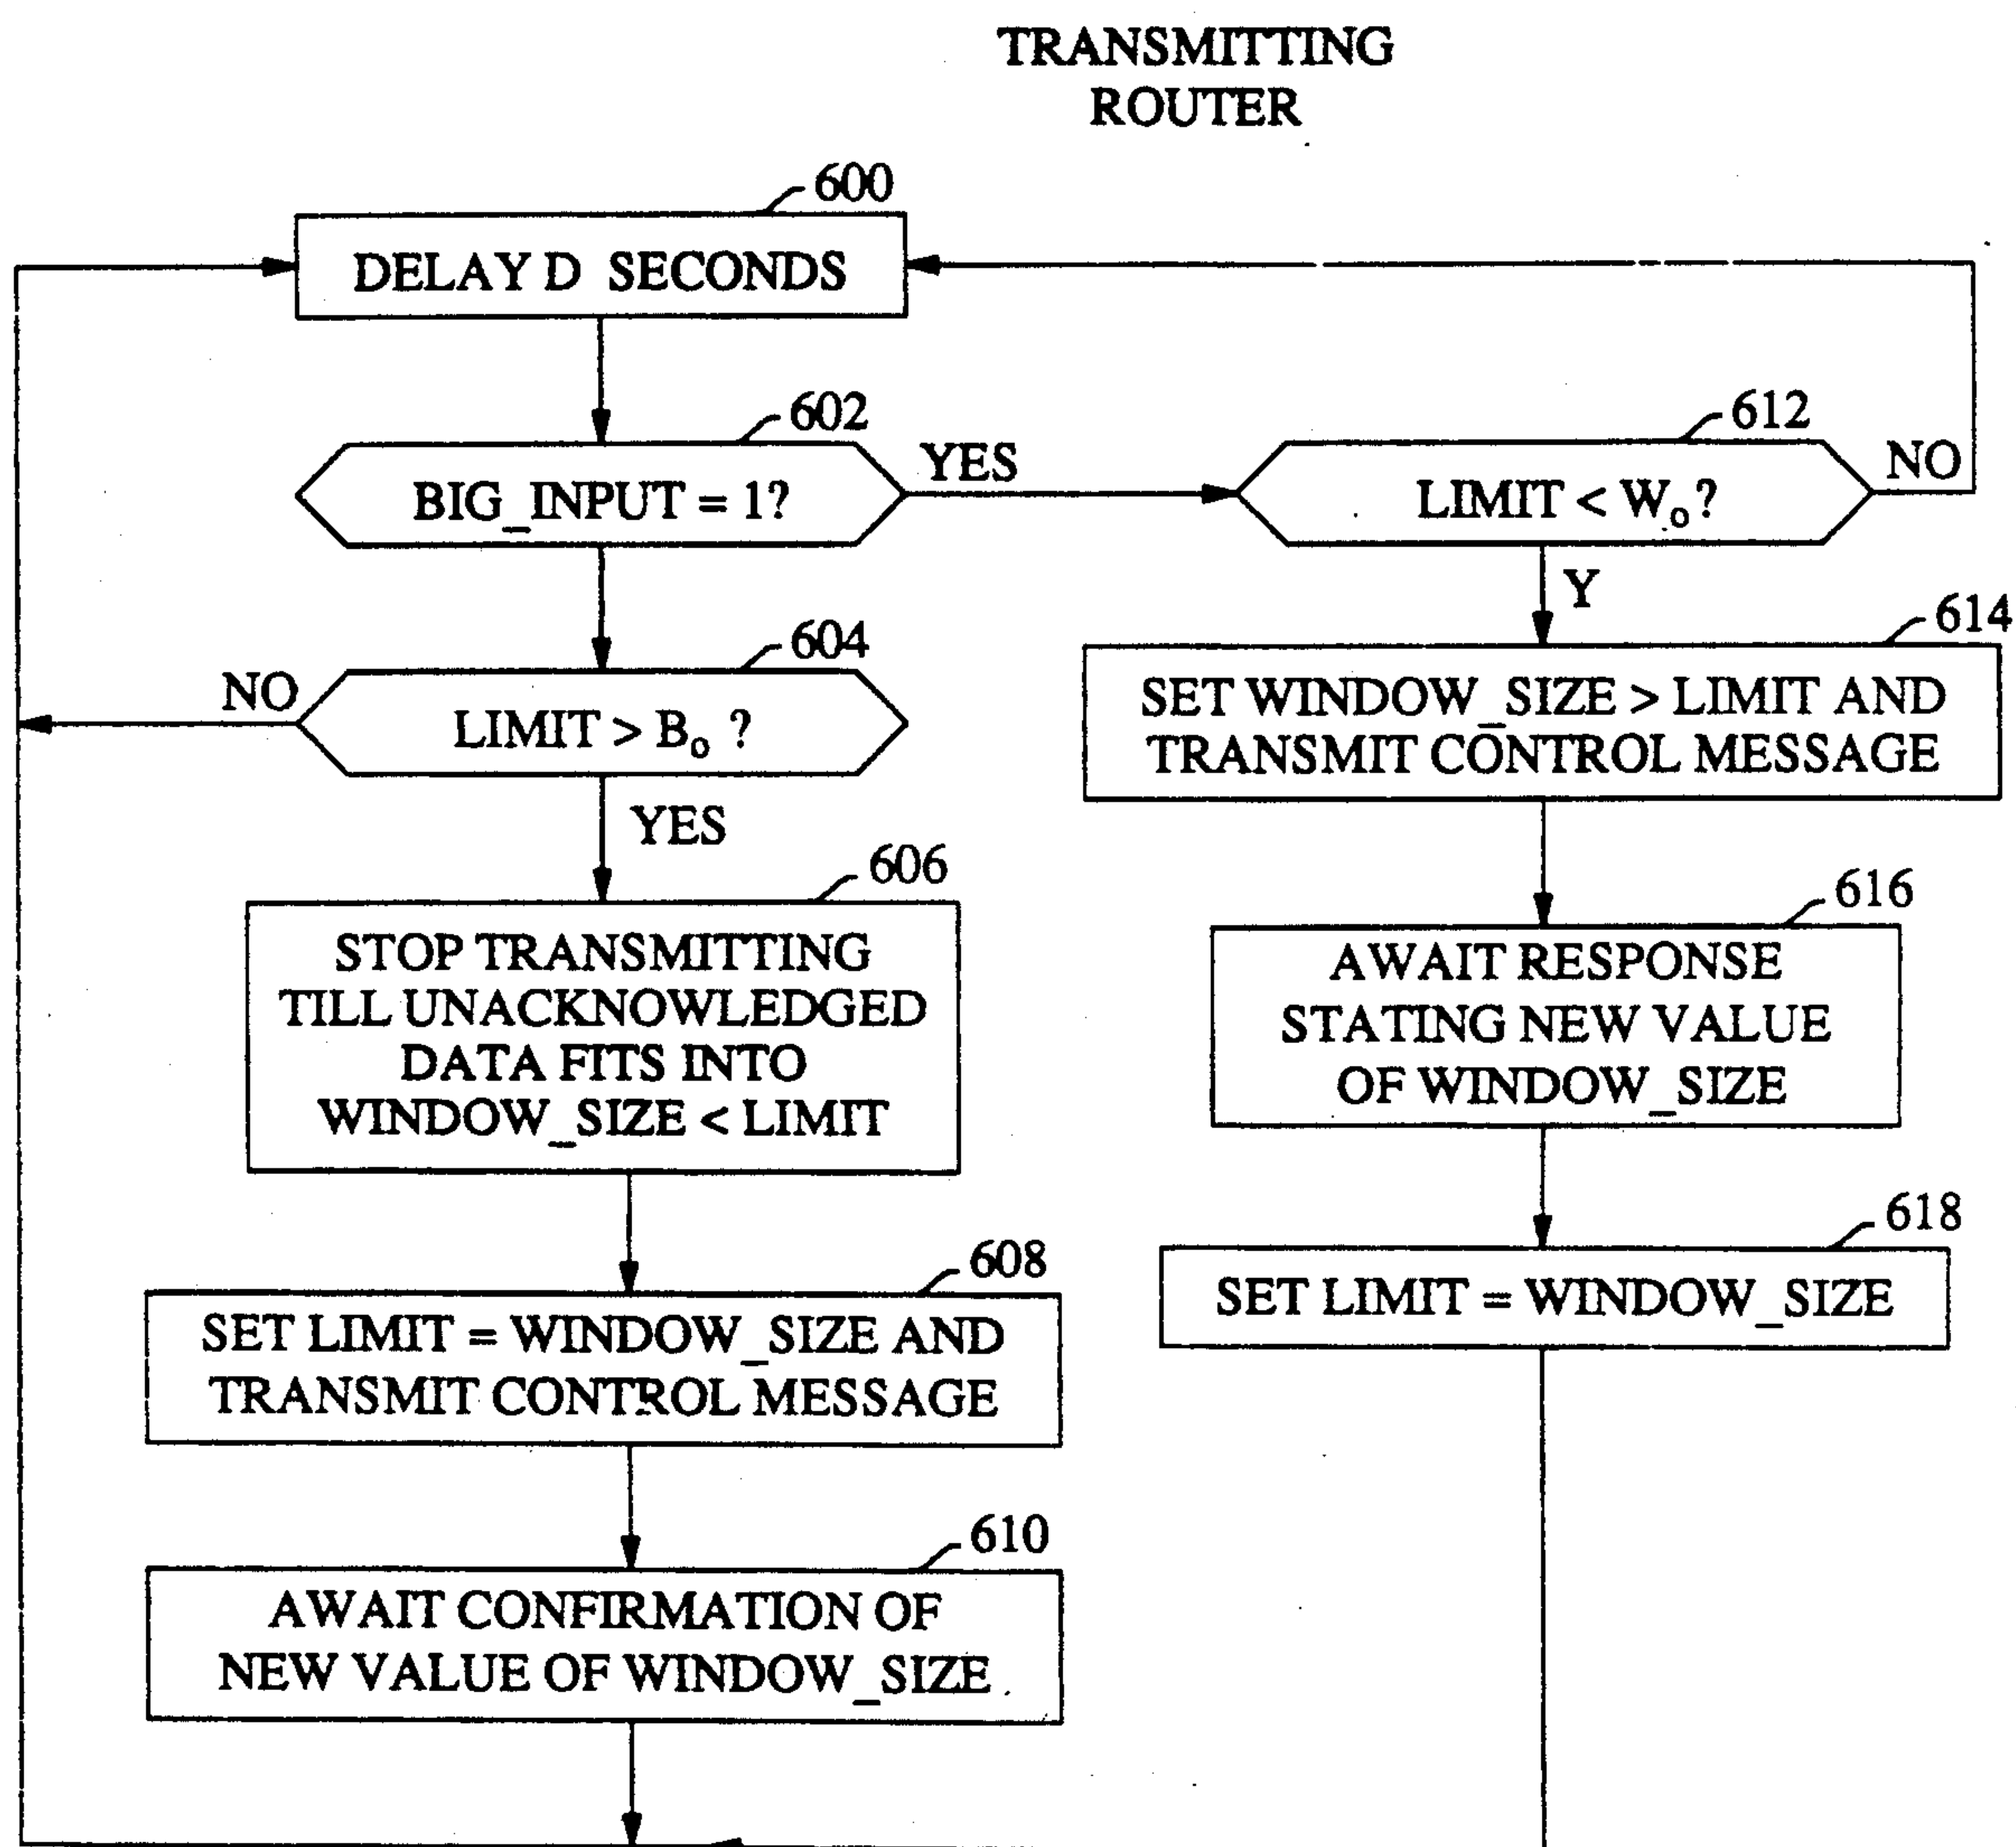 TRANSMITTING
ROUTER
600
DELAY D SECONDS
602
BIG_INPUT = 1?
YES
612
LIMIT < Wo?
NO
Y
604
NO
LIMIT > Bo ?
YES
614
SET WINDOW_SIZE > LIMIT AND
TRANSMIT CONTROL MESSAGE
606
STOP TRANSMITTING
TILL UNACKNOWLEDGED
DATA FITS INTO
WINDOW_SIZE < LIMIT
616
AWAIT RESPONSE
STATING NEW VALUE
OF WINDOW_SIZE
608
SET LIMIT = WINDOW_SIZE AND
TRANSMIT CONTROL MESSAGE
618
SET LIMIT = WINDOW_SIZE
610
AWAIT CONFIRMATION OF
NEW VALUE OF WINDOW_SIZE